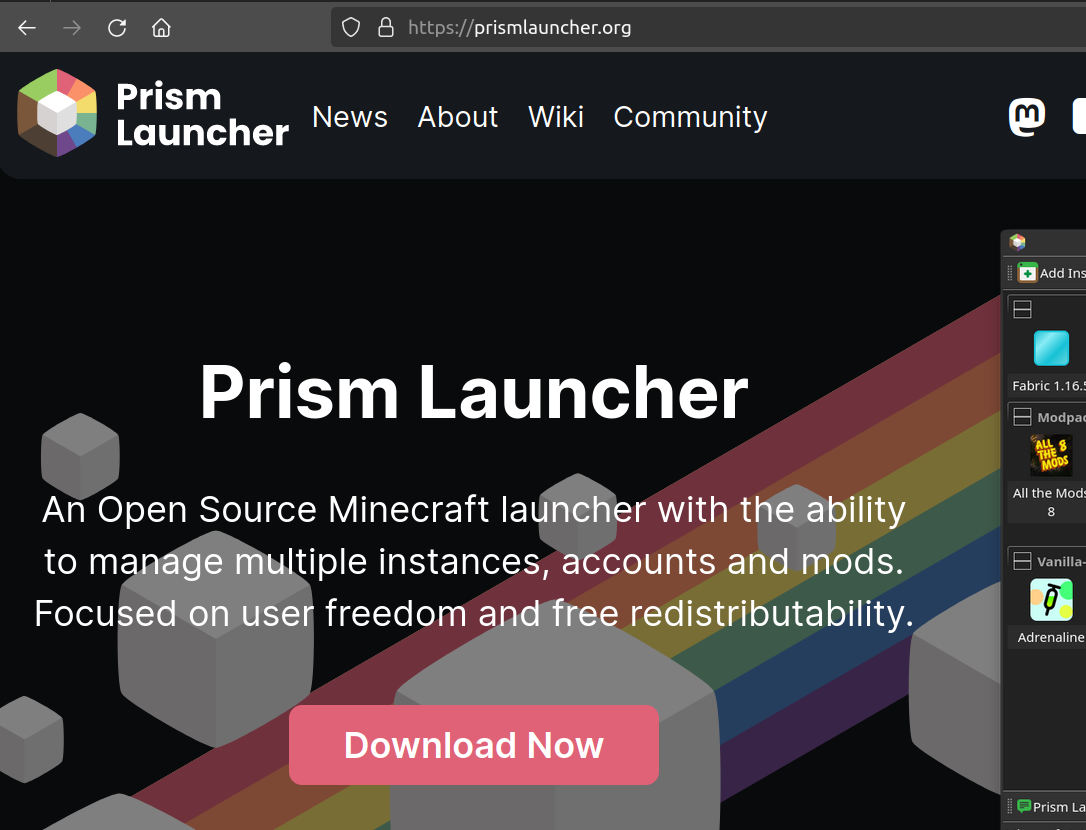 https://prismlauncher.org
Prism
Launcher
News About Wiki Community
Prism Launcher
An Open Source Minecraft launcher with the ability
to manage multiple instances, accounts and mods.
Focused on user freedom and free redistributability.
Download Now
Add Ins
Fabric 1.16.5
Modpac
ALL
THE 8
MODS
All the Mods
8
Vanilla-
Adrenaline
Prism La